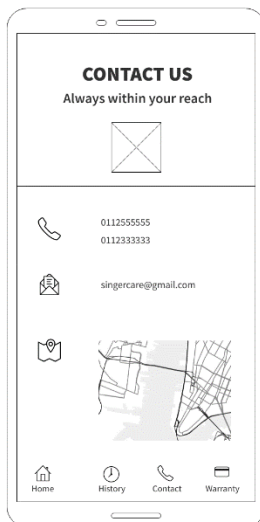 CONTACT US
Always within your reach
0112555555
0112333333
singercare@gmail.com
Home History Contact Warranty